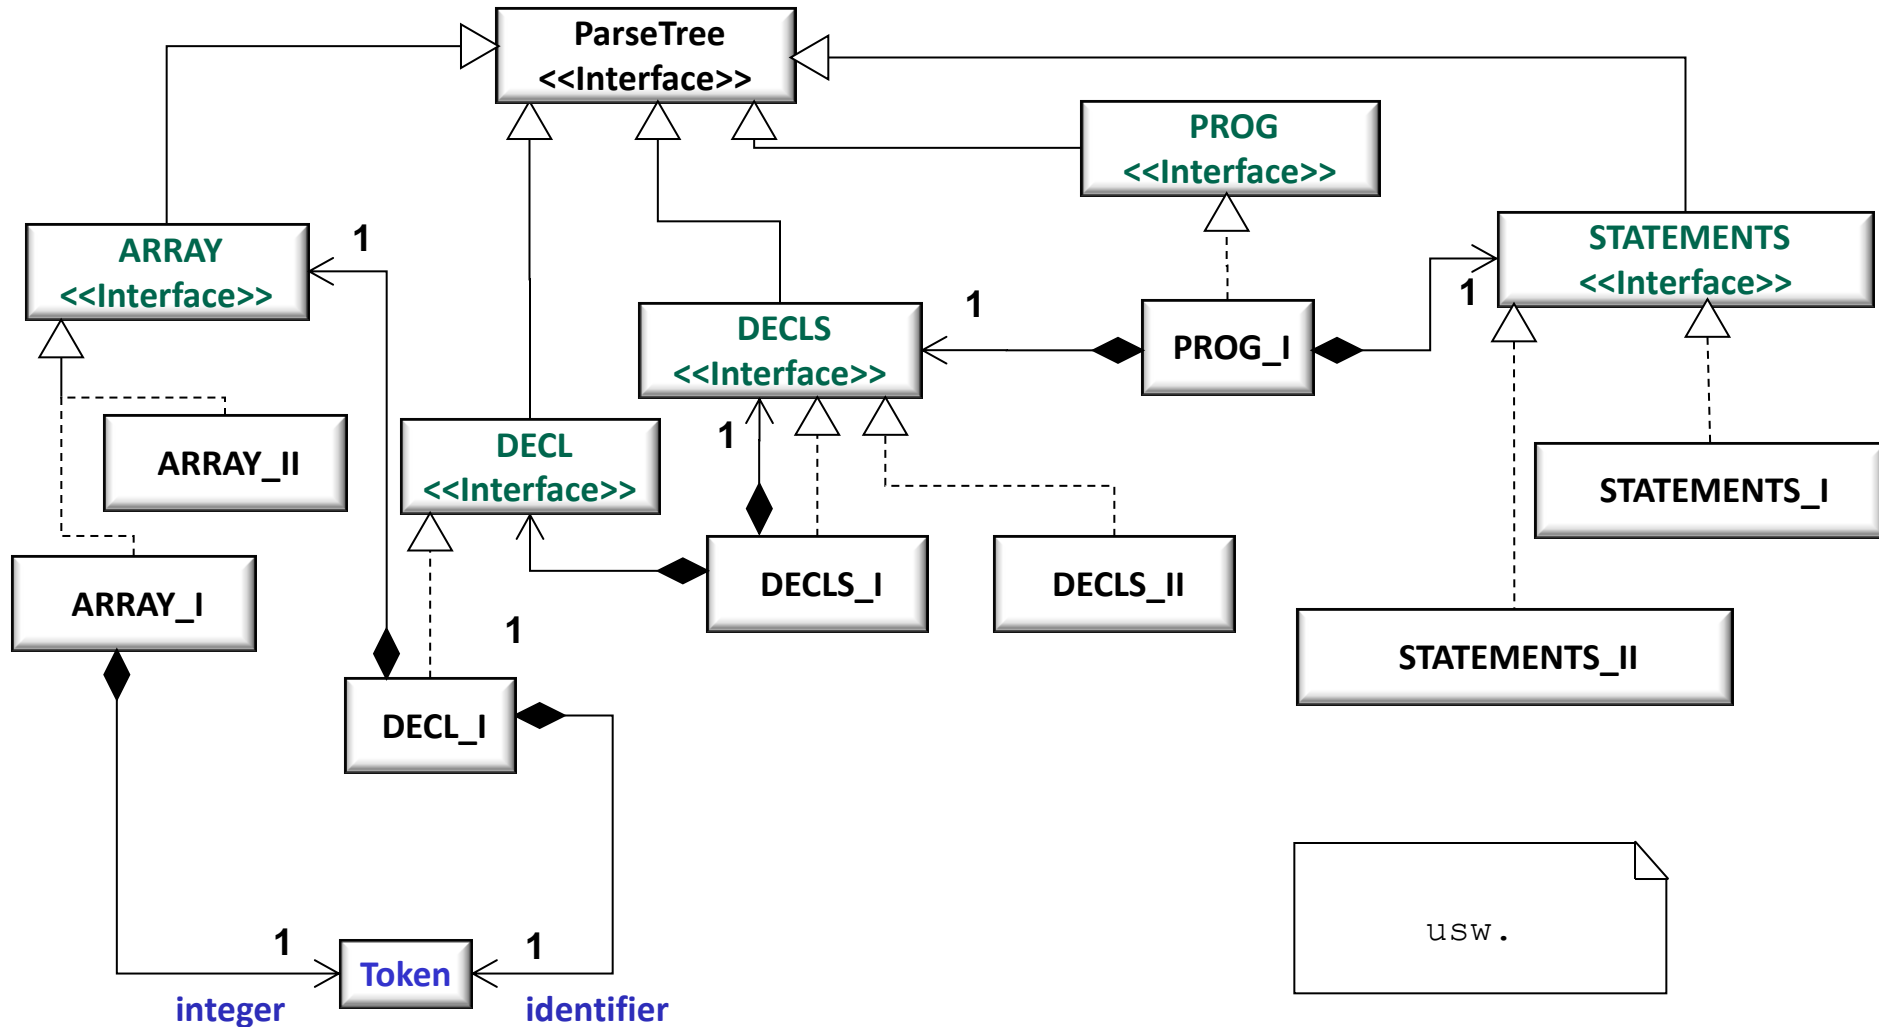 ParseTree
<<Interface>>
PROG
<<Interface>>
ARRAY
<<Interface>>
1
STATEMENTS
<<Interface>>
1
DECLS
<<Interface>>
1
PROG_I
DECL
<<Interface>>
1
ARRAY_II
STATEMENTS_I
ARRAY_I
DECLS_I
DECLS_II
1
STATEMENTS_II
DECL_I
usw.
1
Token
1
integer
identifier